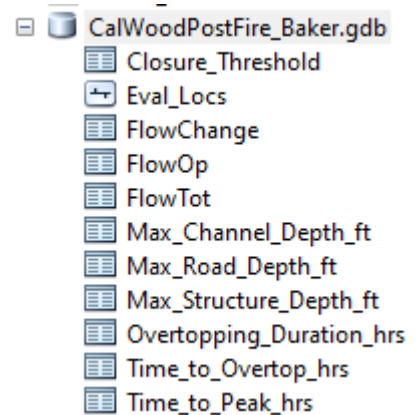 CalWoodPostFire_Baker.gdb
Closure_Threshold
Eval_Locs
FlowChange
FlowOp
FlowTot
Max_Channel_Depth_ft
Max_Road_Depth_ft
Max_Structure_Depth_ft
Overtopping_Duration_hrs
Time_to_Overtop_hrs
Time_to_Peak_hrs